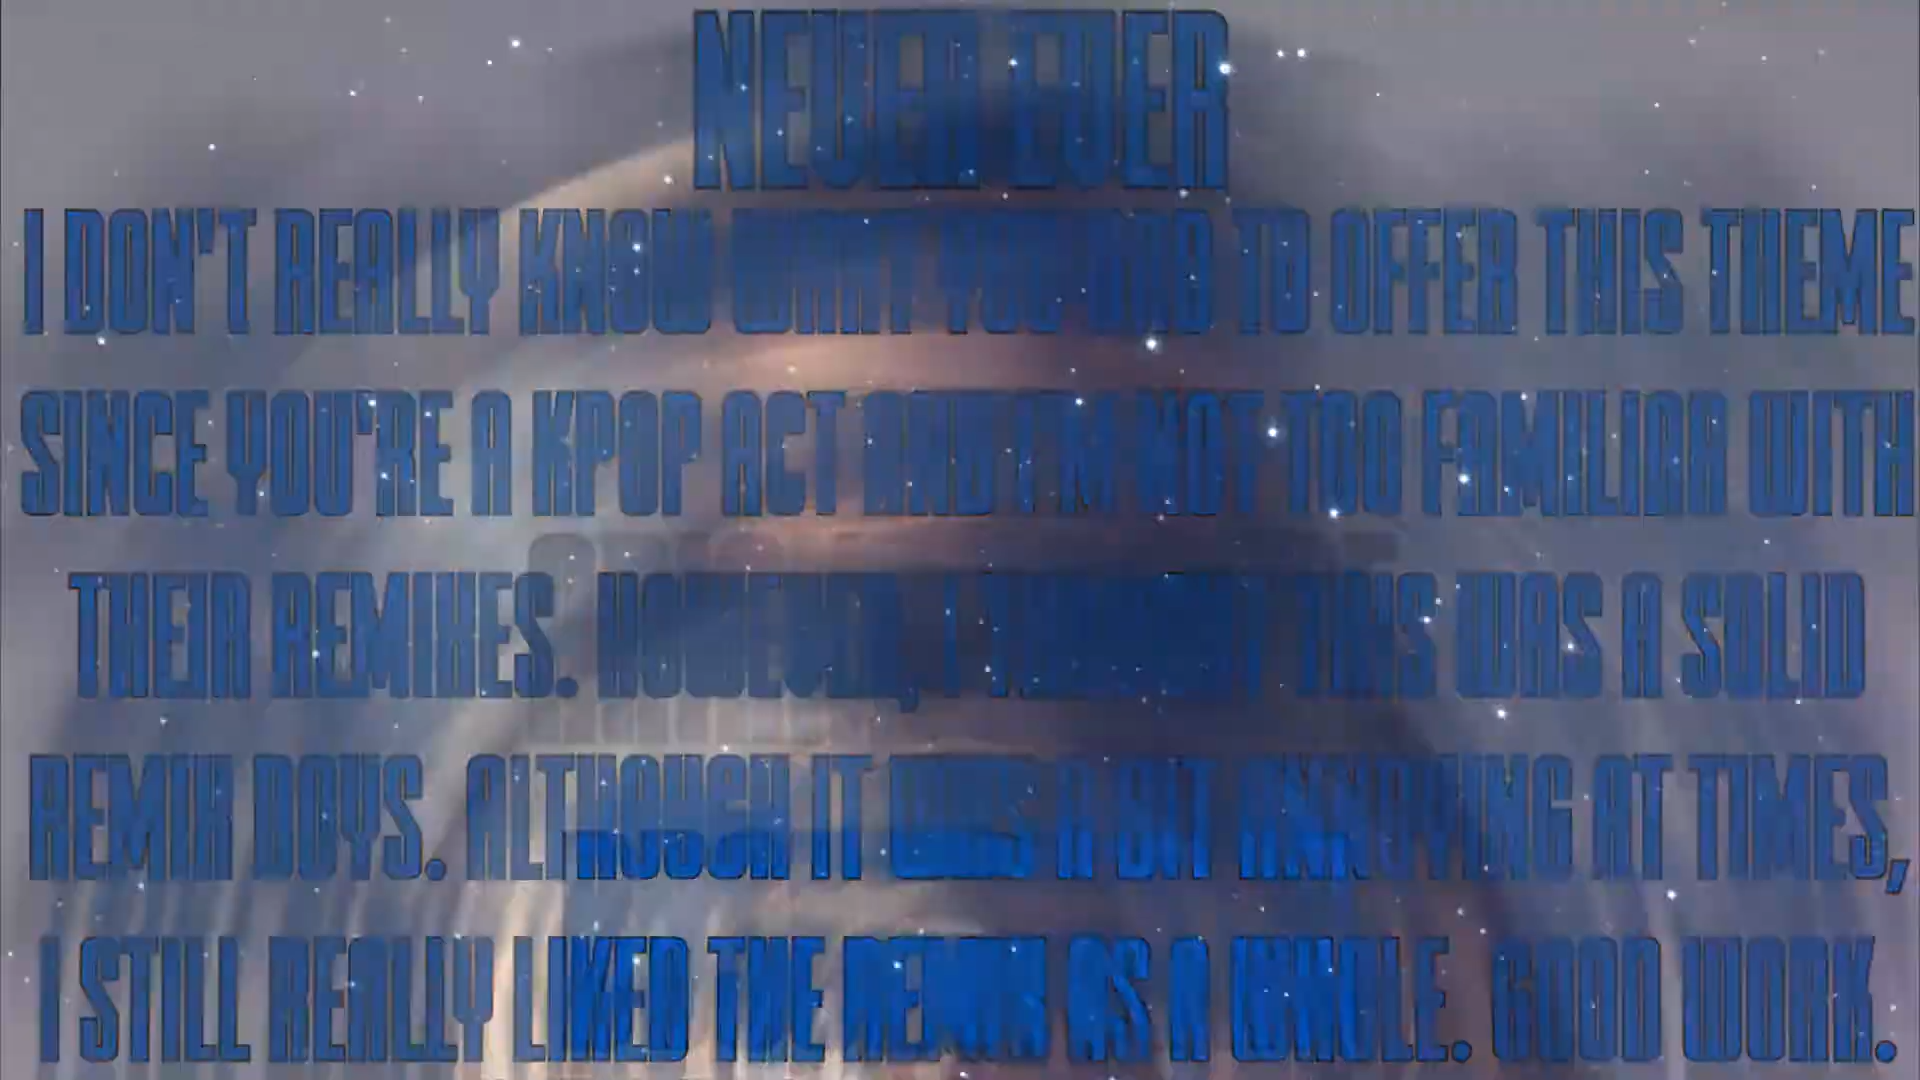 NEVER EVER
I DON'T REALLY KNOW WHAT YOU HAD TO OFFER THIS THEME
SINCE YOU'RE A KPOP ACT AND I'M NOT TOO FAMILIAR WITH
THEIR REMIXES. HOWEVER, I THOUGHT THIS WAS A SOLID
REMIX BOYS. ALTHOUGH IT WAS A BIT ANNOYING AT TIMES,
I STILL REALLY LIKED THE REMIX AS A WHOLE. GOOD WORK.